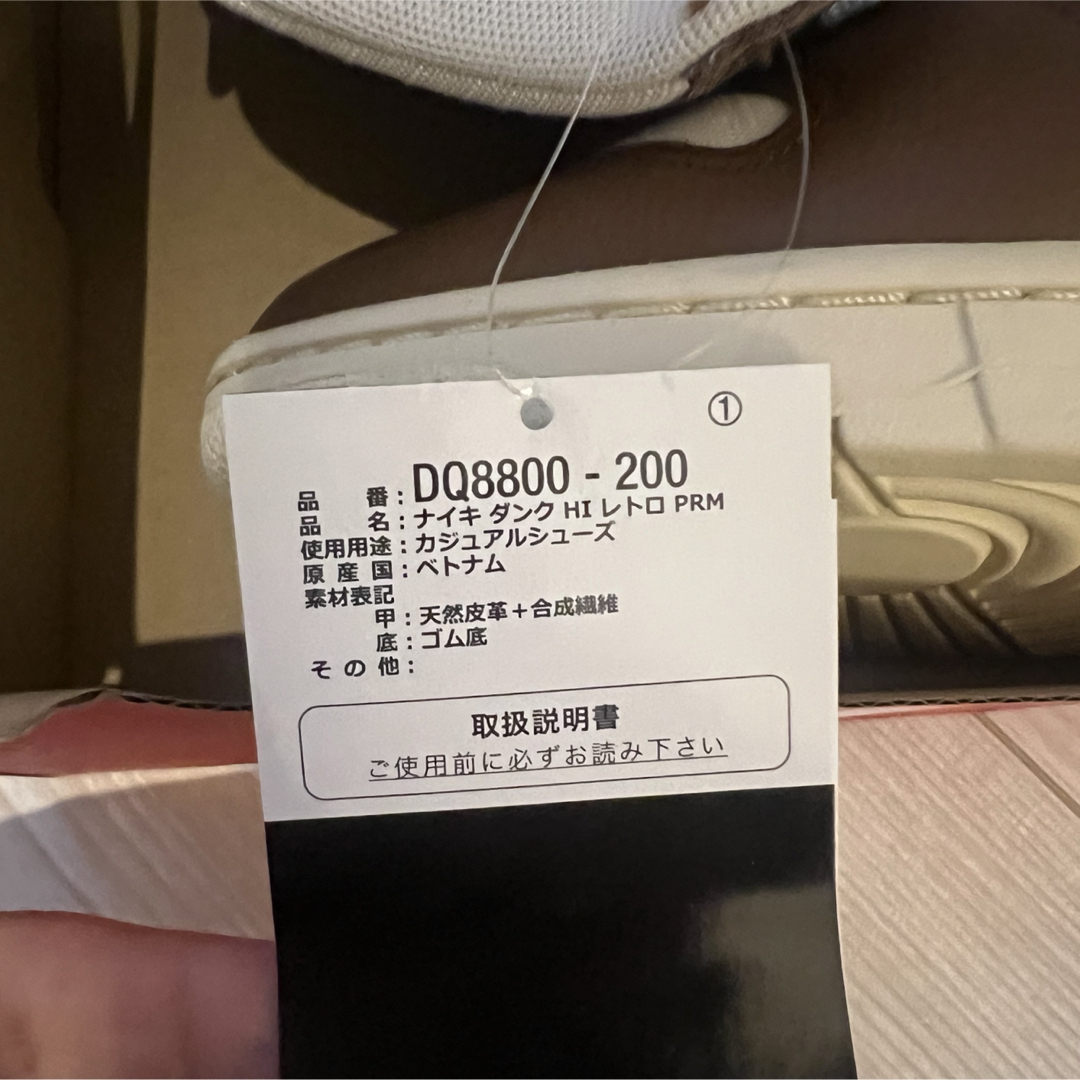 ①
品 番：DQ8800 - 200
品 名：ナイキ ダンク HI レトロ PRM
使用用途：カジュアルシューズ
原 産 国：ベトナム
素材表記
甲：天然皮革＋合成繊維
底：ゴム底
そ の 他：
取扱説明書
ご使用前に必ずお読み下さい